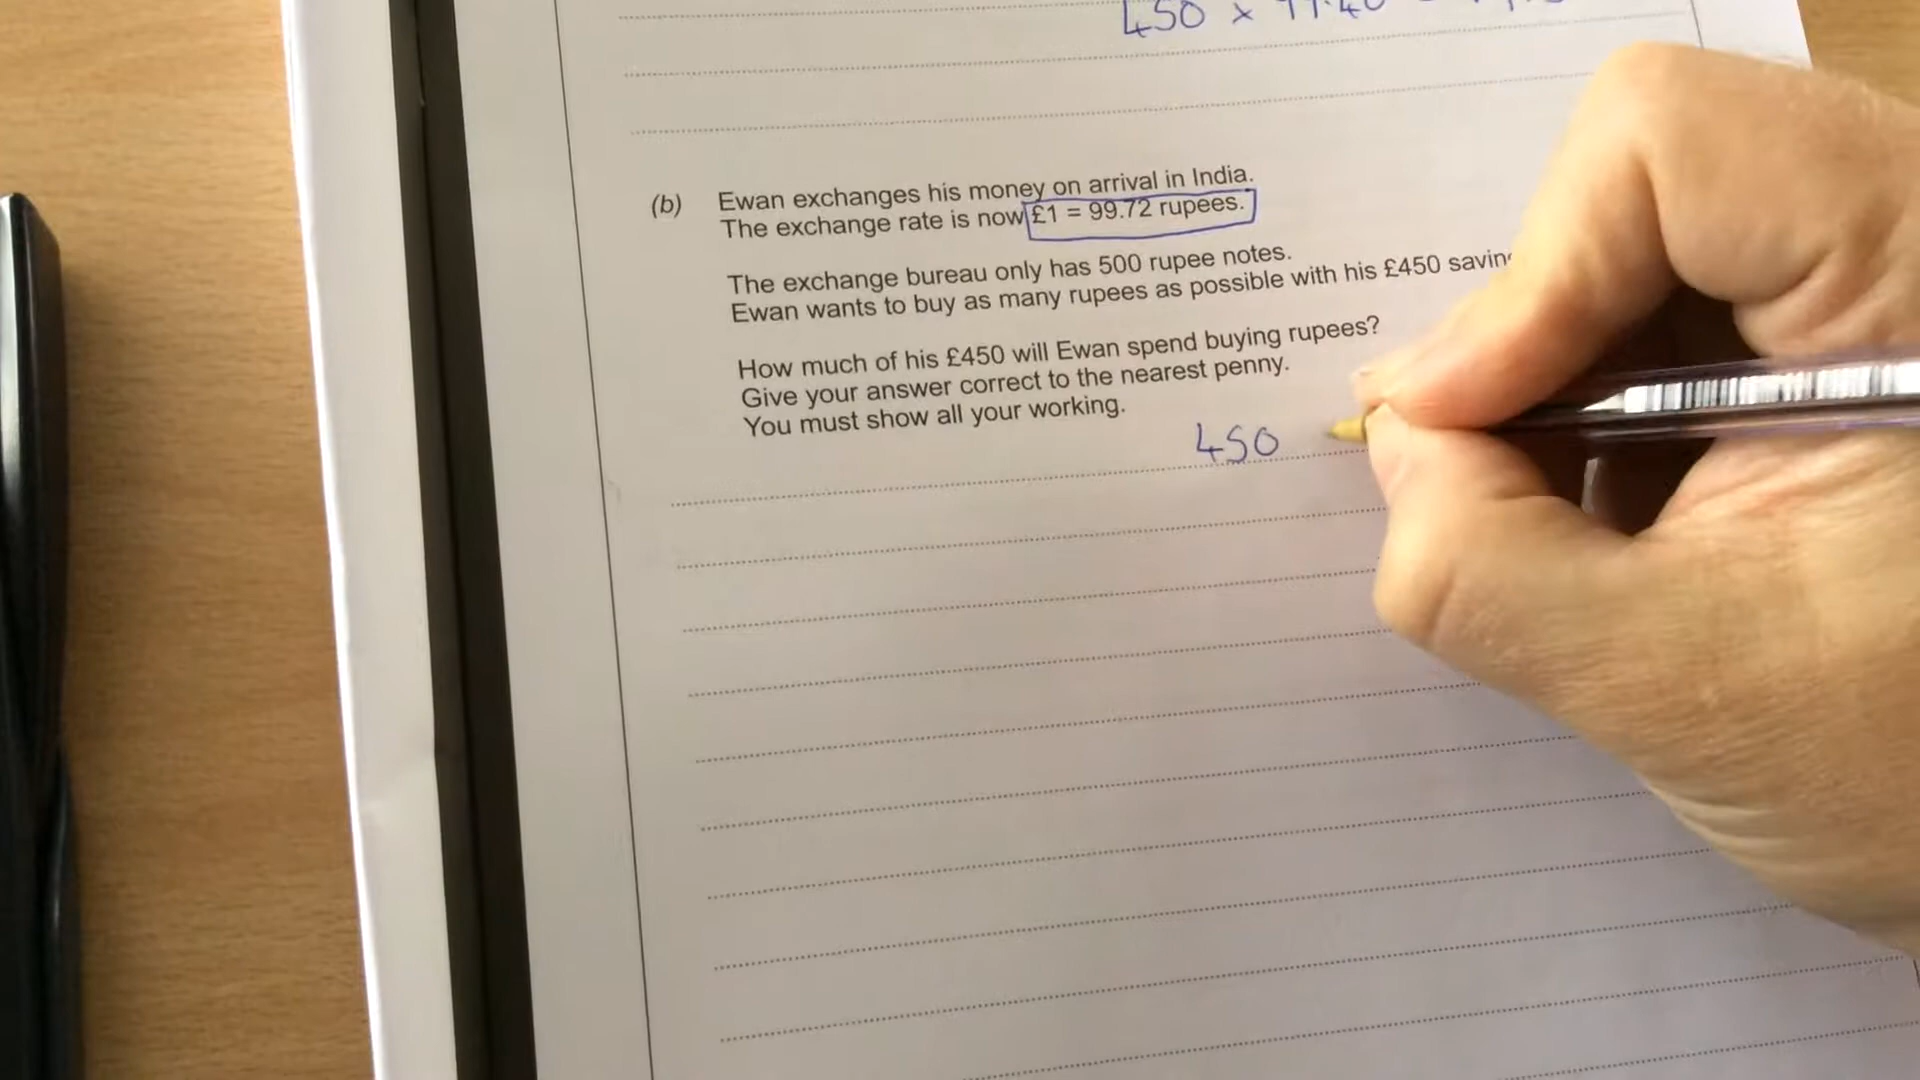 450 ×
(b) Ewan exchanges his money on arrival in India.
The exchange rate is now £1 = 99.72 rupees.
The exchange bureau only has 500 rupee notes.
Ewan wants to buy as many rupees as possible with his £450
How much of his £450 will Ewan spend buying rupees?
Give your answer correct to the nearest penny.
You must show all your working.
450